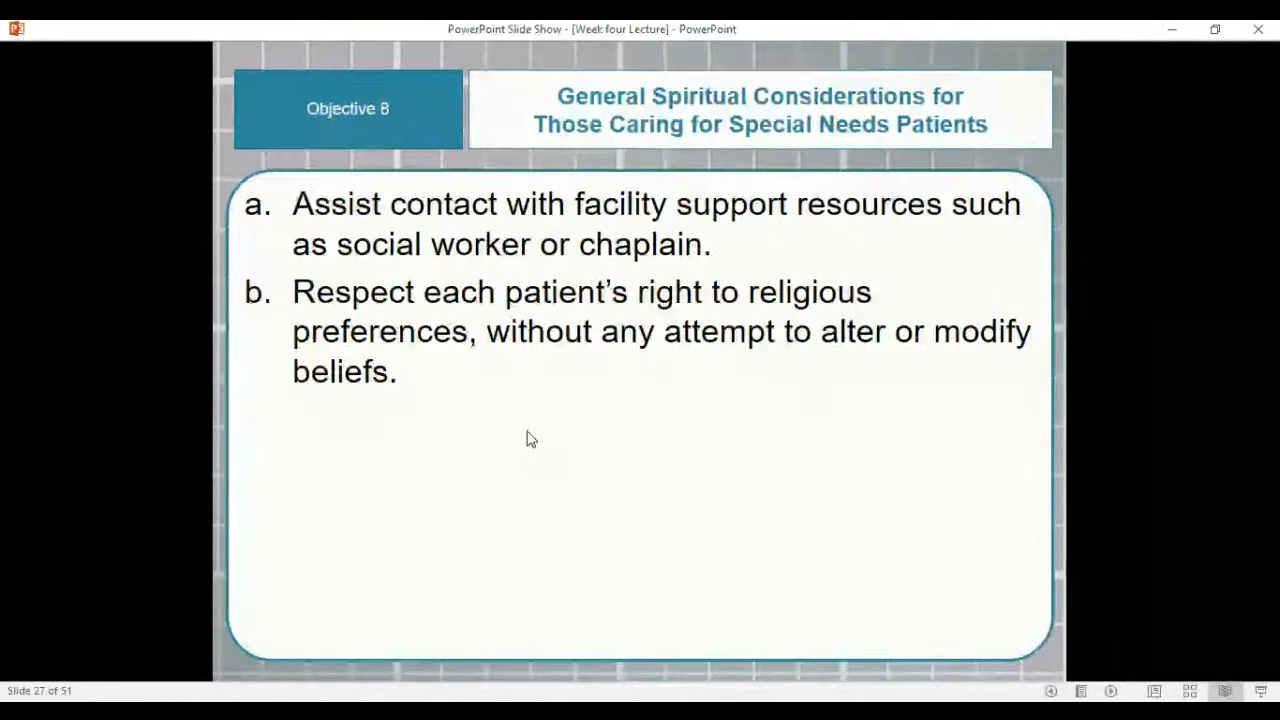 PowerPoint Slide Show - [Week four Lecture] - PowerPoint
Objective 8
General Spiritual Considerations for
Those Caring for Special Needs Patients
a. Assist contact with facility support resources such
as social worker or chaplain.
b. Respect each patient’s right to religious
preferences, without any attempt to alter or modify
beliefs.
Slide 27 of 51